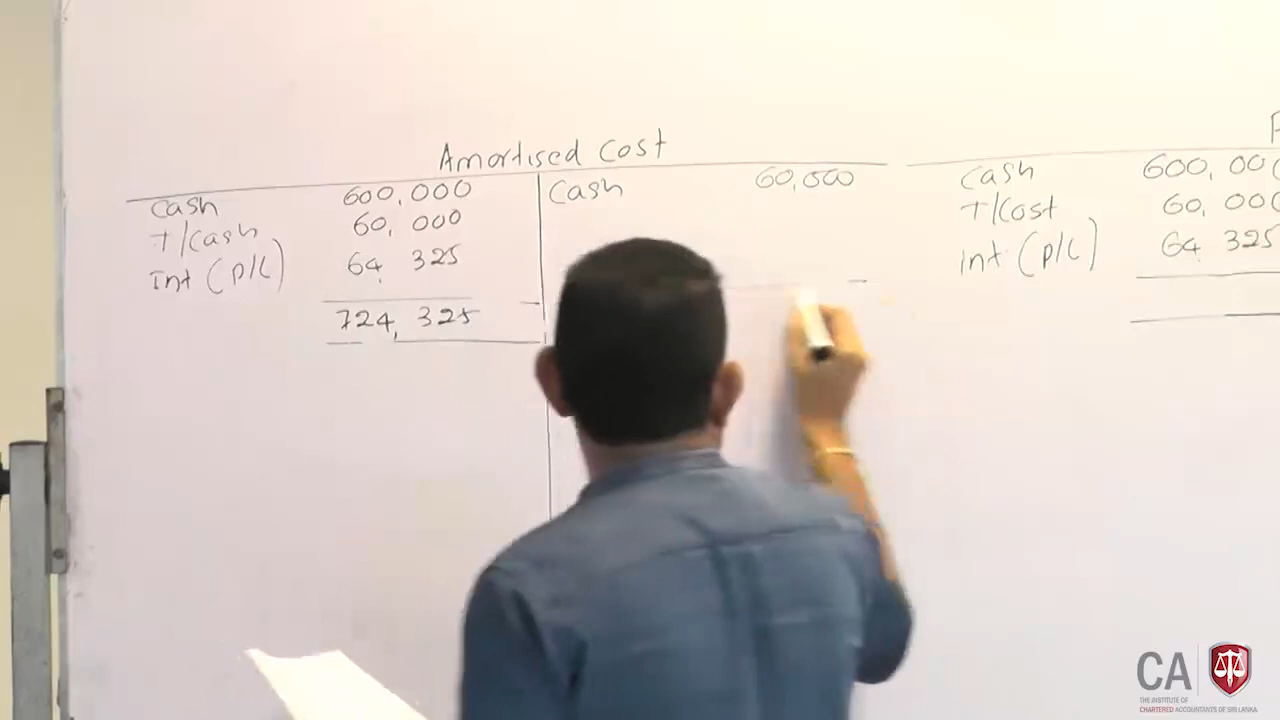 Amortised Cost
Cash 600,000 Cash 60,000
T/Cash 60,000
Int (P/L) 64,325
724,325
Cash 600,000
T/Cost 60,000
Int (P/L) 64 325
CA
THE INSTITUTE OF
CHARTERED ACCOUNTANTS OF SRI LANKA